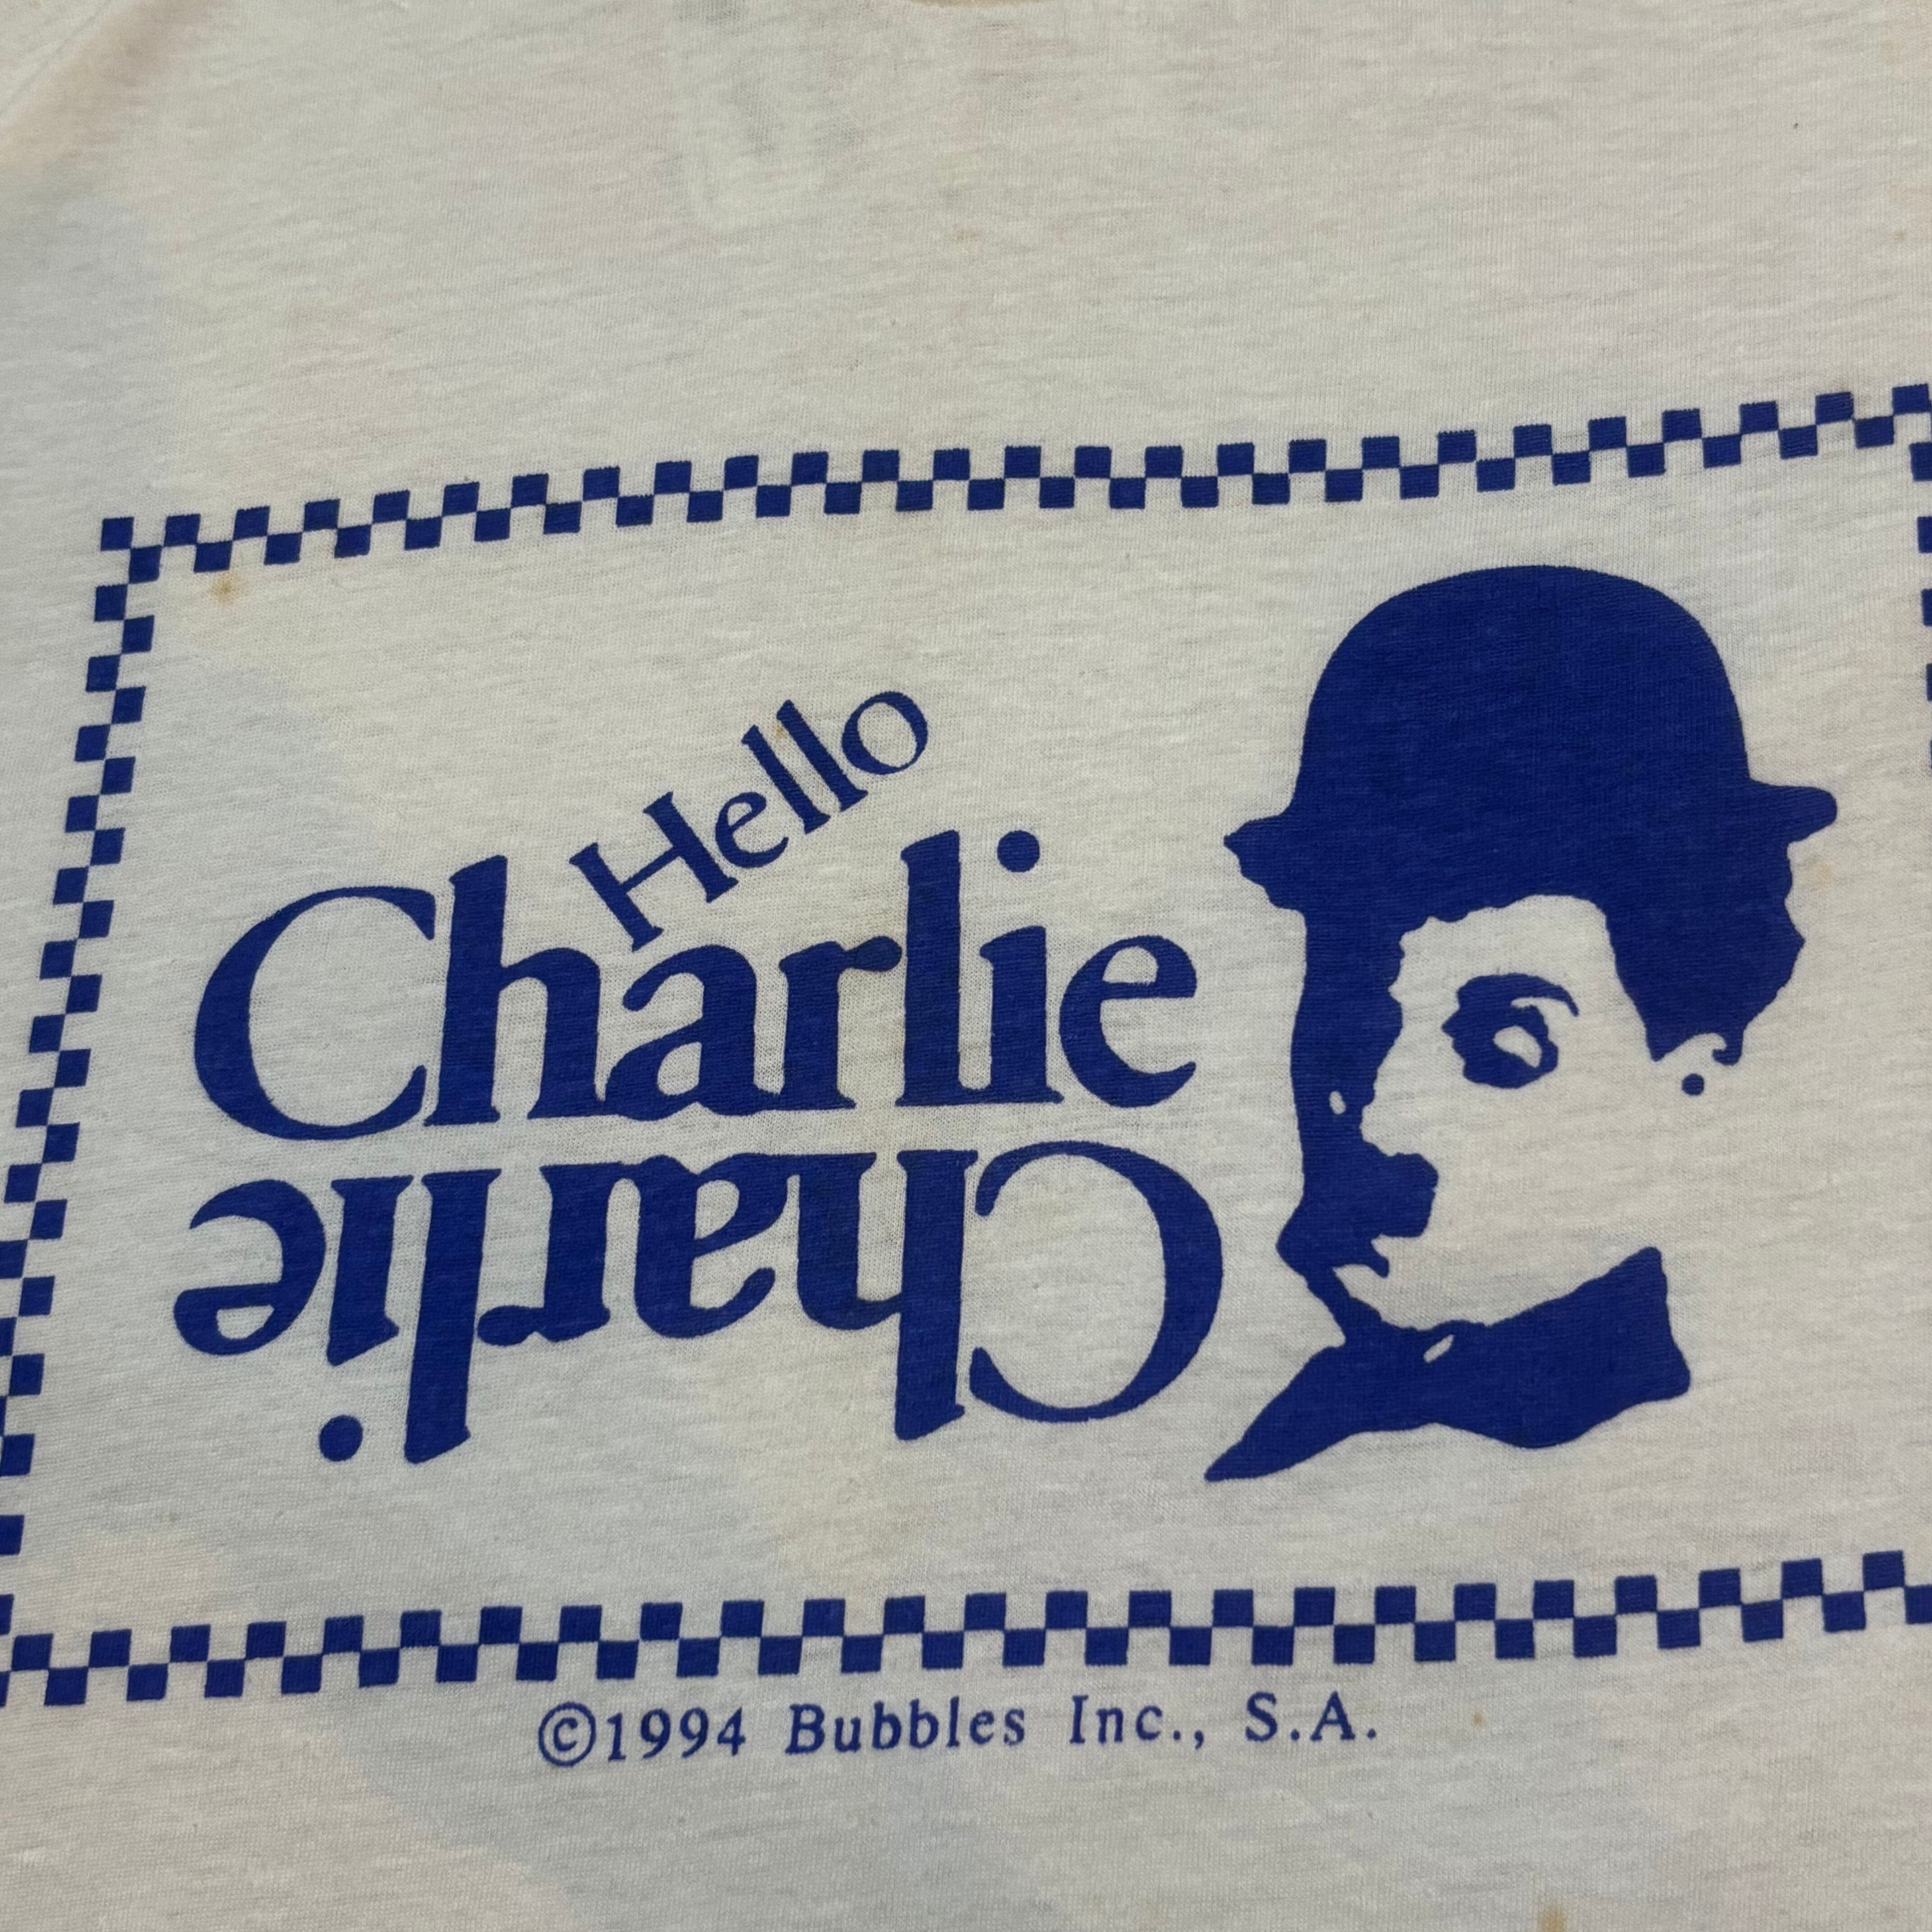 Hello
Charlie
Charlie
©1994 Bubbles Inc., S.A.